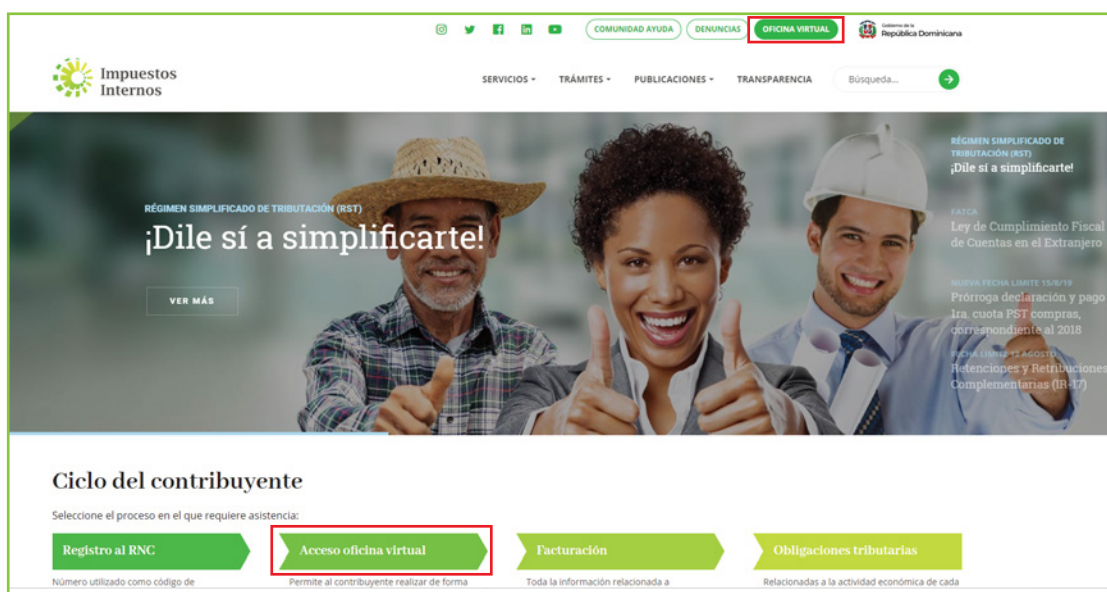 COMUNIDAD AYUDA
DENUNCIAS
OFICINA VIRTUAL
Gobierno de la
República Dominicana
Impuestos
Internos
SERVICIOS
TRÁMITES
PUBLICACIONES
TRANSPARENCIA
Búsqueda...
RÉGIMEN SIMPLIFICADO DE TRIBUTACIÓN (RST)
¡Dile sí a simplificarte!
VER MÁS
RÉGIMEN SIMPLIFICADO DE
TRIBUTACIÓN (RST)
¡Dile sí a simplificarte!
FATCA
Ley de Cumplimiento Fiscal
de Cuentas en el Extranjero
NUEVA FECHA LIMITE 15/8/19
Prórroga declaración y pago
1ra. cuota PST compras,
correspondiente al 2018
FECHA LIMITE 12 AGOSTO
Retenciones y Retribuciones
Complementarias (IR-17)
Ciclo del contribuyente
Seleccione el proceso en el que requiere asistencia:
Registro al RNC
Acceso oficina virtual
Facturación
Obligaciones tributarias
Número utilizado como código de
Permite al contribuyente realizar de forma
Toda la información relacionada a
Relacionadas a la actividad económica de cada